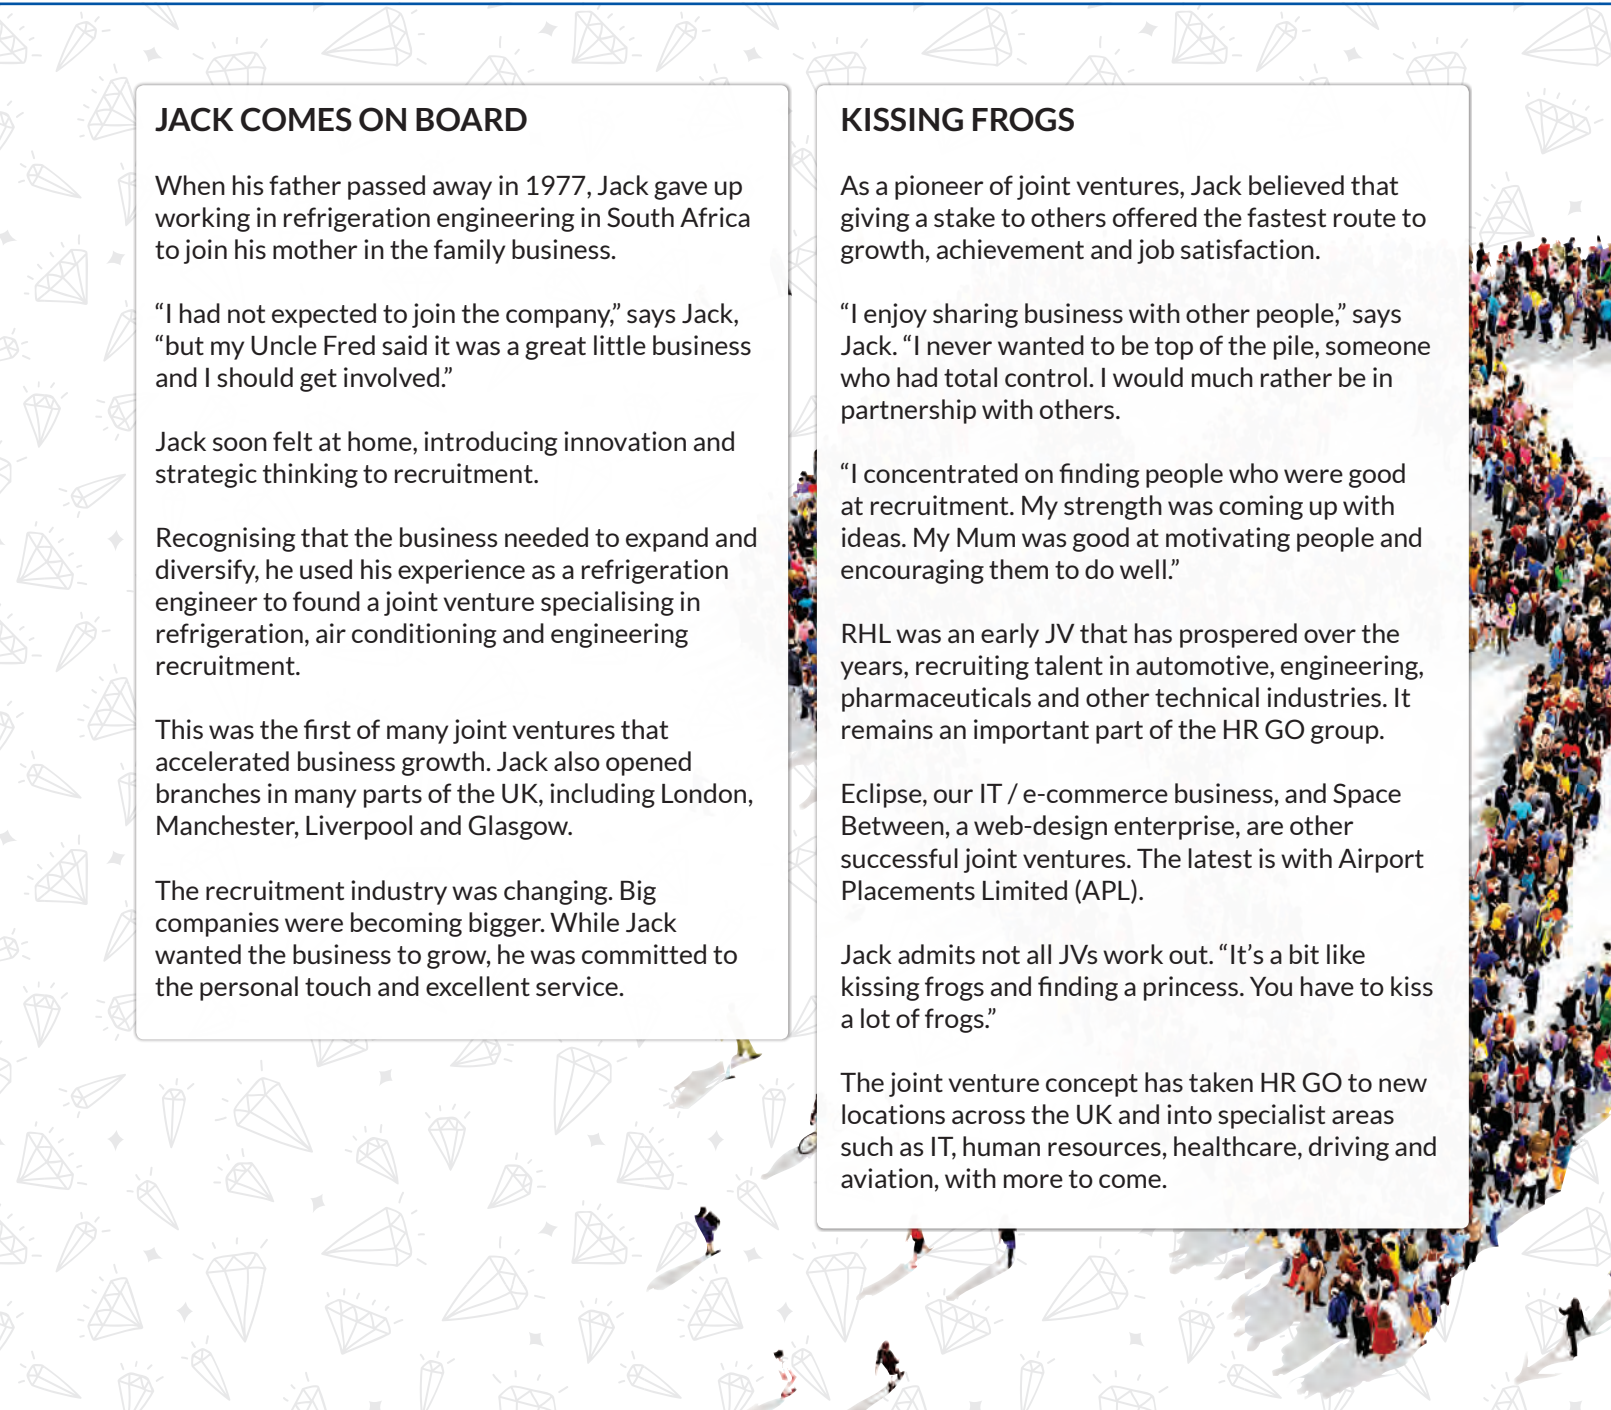 JACK COMES ON BOARD
When his father passed away in 1977, Jack gave up
working in refrigeration engineering in South Africa
to join his mother in the family business.
“I had not expected to join the company,” says Jack,
“but my Uncle Fred said it was a great little business
and I should get involved.”
Jack soon felt at home, introducing innovation and
strategic thinking to recruitment.
Recognising that the business needed to expand and
diversify, he used his experience as a refrigeration
engineer to found a joint venture specialising in
refrigeration, air conditioning and engineering
recruitment.
This was the first of many joint ventures that
accelerated business growth. Jack also opened
branches in many parts of the UK, including London,
Manchester, Liverpool and Glasgow.
The recruitment industry was changing. Big
companies were becoming bigger. While Jack
wanted the business to grow, he was committed to
the personal touch and excellent service.
KISSING FROGS
As a pioneer of joint ventures, Jack believed that
giving a stake to others offered the fastest route to
growth, achievement and job satisfaction.
“I enjoy sharing business with other people,” says
Jack. “I never wanted to be top of the pile, someone
who had total control. I would much rather be in
partnership with others.
“I concentrated on finding people who were good
at recruitment. My strength was coming up with
ideas. My Mum was good at motivating people and
encouraging them to do well.”
RHL was an early JV that has prospered over the
years, recruiting talent in automotive, engineering,
pharmaceuticals and other technical industries. It
remains an important part of the HR GO group.
Eclipse, our IT / e-commerce business, and Space
Between, a web-design enterprise, are other
successful joint ventures. The latest is with Airport
Placements Limited (APL).
Jack admits not all JVs work out. “It’s a bit like
kissing frogs and finding a princess. You have to kiss
a lot of frogs.”
The joint venture concept has taken HR GO to new
locations across the UK and into specialist areas
such as IT, human resources, healthcare, driving and
aviation, with more to come.